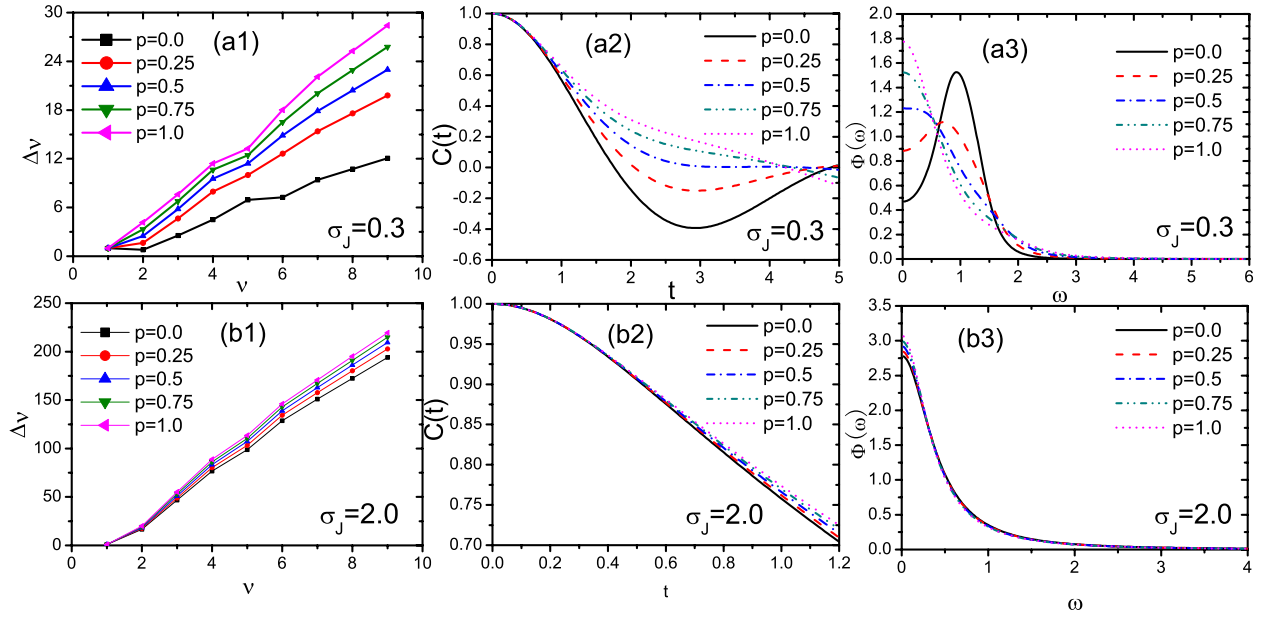 (a1)
p=0.0
p=0.25
p=0.5
p=0.75
p=1.0
30
24
18
12
6
0
Δν
0 2 4 6 8 10
ν
σJ=0.3
(a2)
p=0.0
p=0.25
p=0.5
p=0.75
p=1.0
1.0
0.8
0.6
0.4
0.2
0.0
-0.2
-0.4
-0.6
C(t)
0 1 2 3 4 5
t
σJ=0.3
(a3)
p=0.0
p=0.25
p=0.5
p=0.75
p=1.0
2.0
1.8
1.6
1.4
1.2
1.0
0.8
0.6
0.4
0.2
0.0
Φ(ω)
0 1 2 3 4 5 6
ω
σJ=0.3
(b1)
p=0.0
p=0.25
p=0.5
p=0.75
p=1.0
250
200
150
100
50
0
Δν
0 2 4 6 8 10
ν
σJ=2.0
(b2)
p=0.0
p=0.25
p=0.5
p=0.75
p=1.0
1.00
0.95
0.90
0.85
0.80
0.75
0.70
C(t)
0.0 0.2 0.4 0.6 0.8 1.0 1.2
t
σJ=2.0
(b3)
p=0.0
p=0.25
p=0.5
p=0.75
p=1.0
3.5
3.0
2.5
2.0
1.5
1.0
0.5
0.0
Φ(ω)
0 1 2 3 4
ω
σJ=2.0